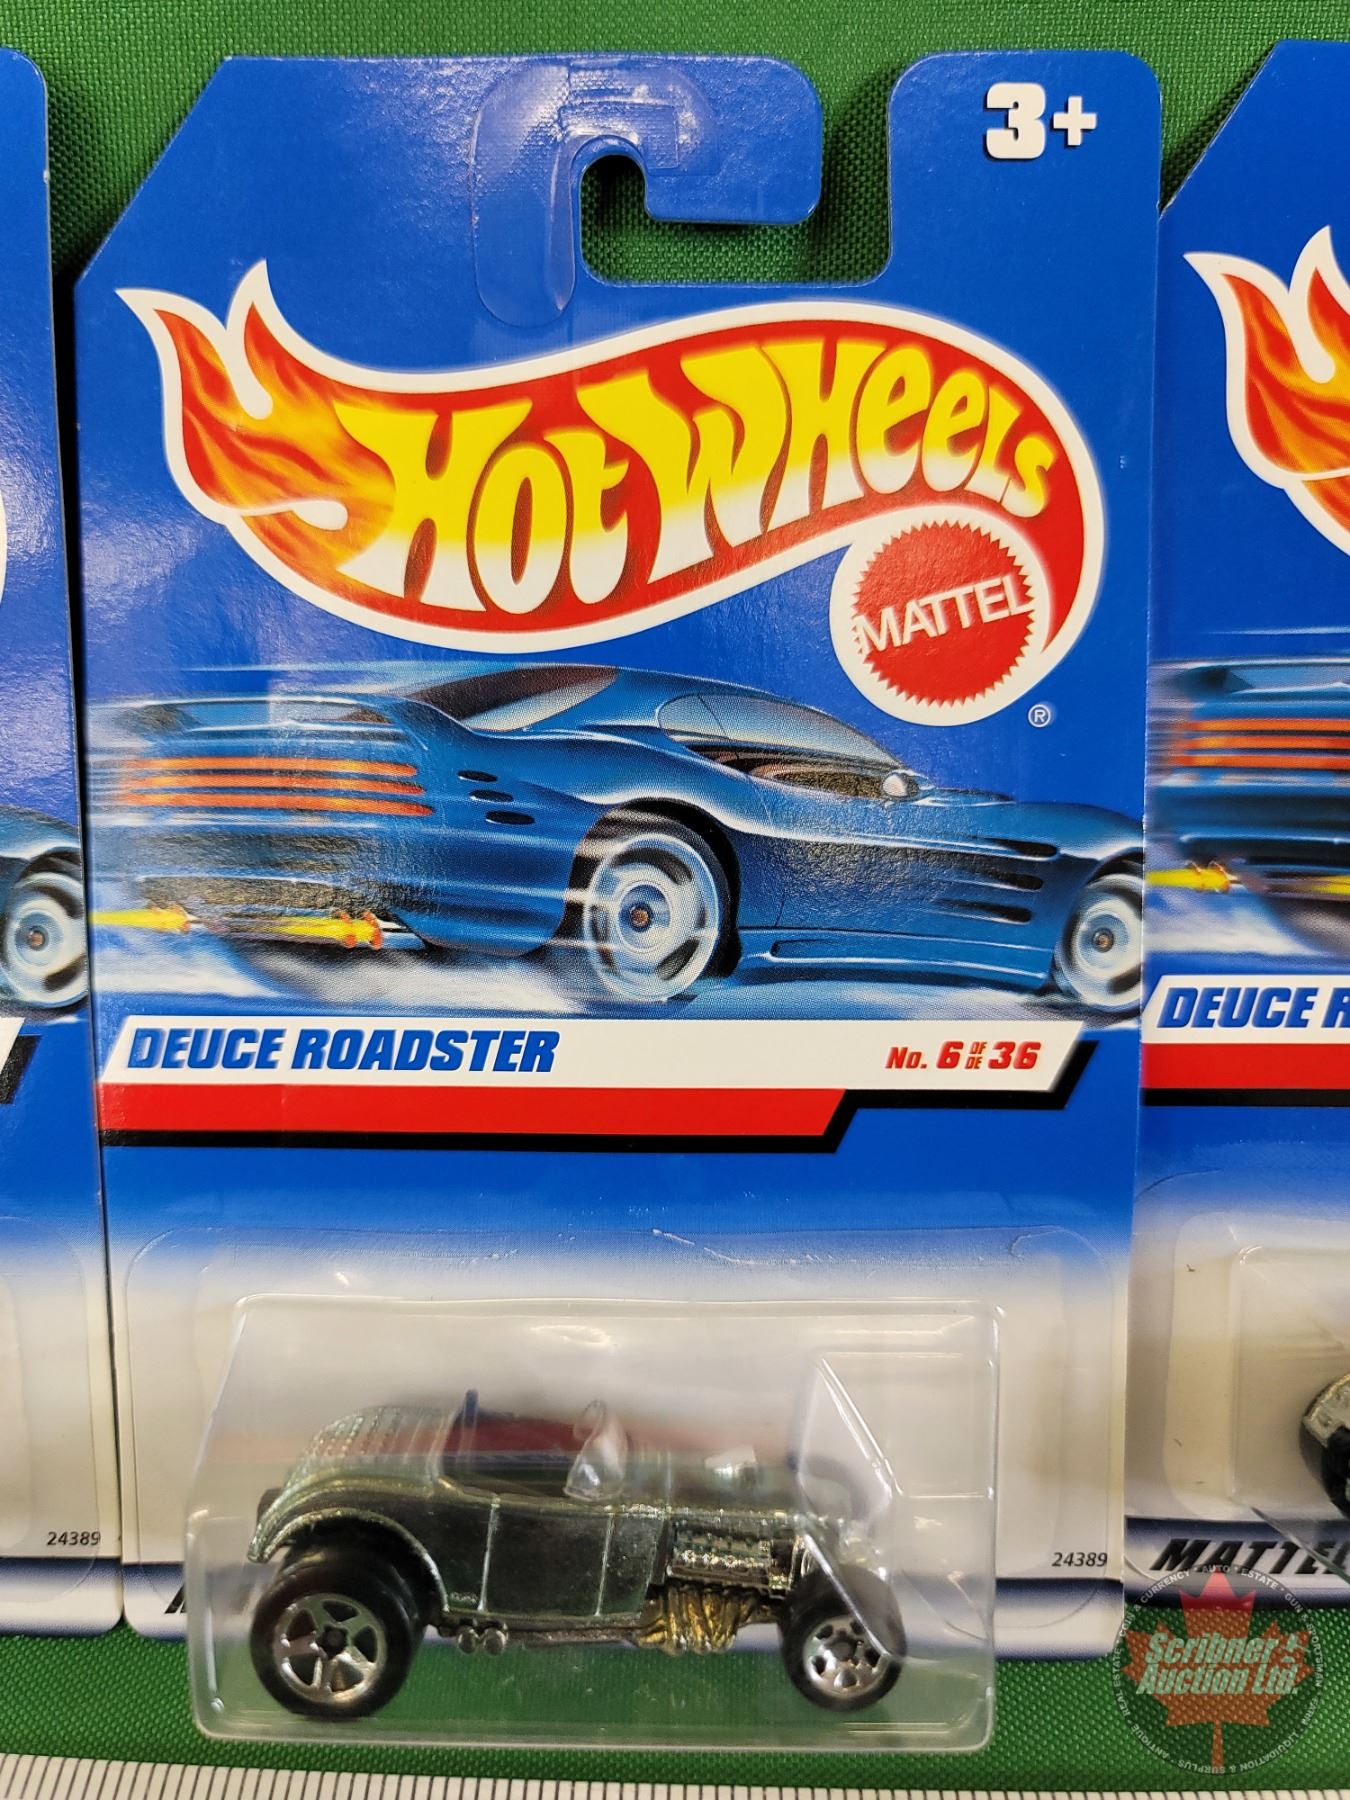 3+
HOT WHEELS
MATTEL
®
DEUCE ROADSTER
No. 6 OF DE 36
DEUCE R
24389
24389
MATTEL
Scribner
Auction Ltd.